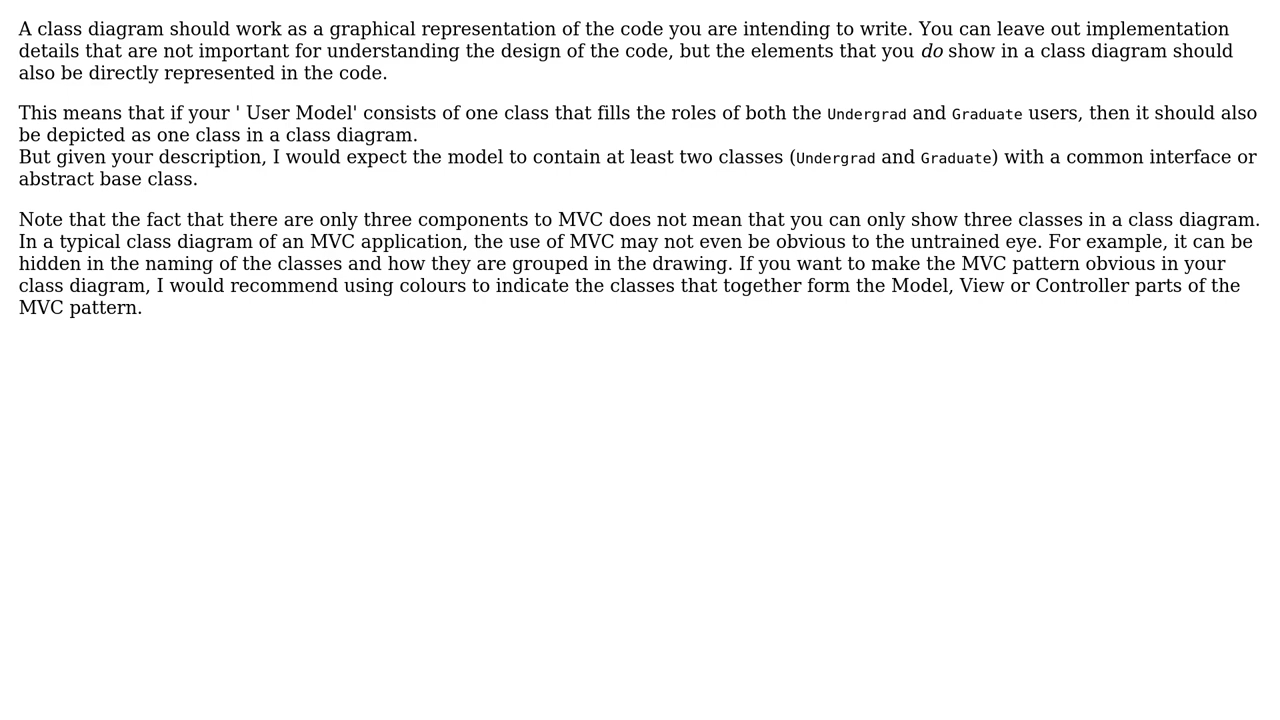 A class diagram should work as a graphical representation of the code you are intending to write. You can leave out implementation
details that are not important for understanding the design of the code, but the elements that you do show in a class diagram should
also be directly represented in the code.
This means that if your ' User Model' consists of one class that fills the roles of both the Undergrad and Graduate users, then it should also
be depicted as one class in a class diagram.
But given your description, I would expect the model to contain at least two classes (Undergrad and Graduate) with a common interface or
abstract base class.
Note that the fact that there are only three components to MVC does not mean that you can only show three classes in a class diagram.
In a typical class diagram of an MVC application, the use of MVC may not even be obvious to the untrained eye. For example, it can be
hidden in the naming of the classes and how they are grouped in the drawing. If you want to make the MVC pattern obvious in your
class diagram, I would recommend using colours to indicate the classes that together form the Model, View or Controller parts of the
MVC pattern.